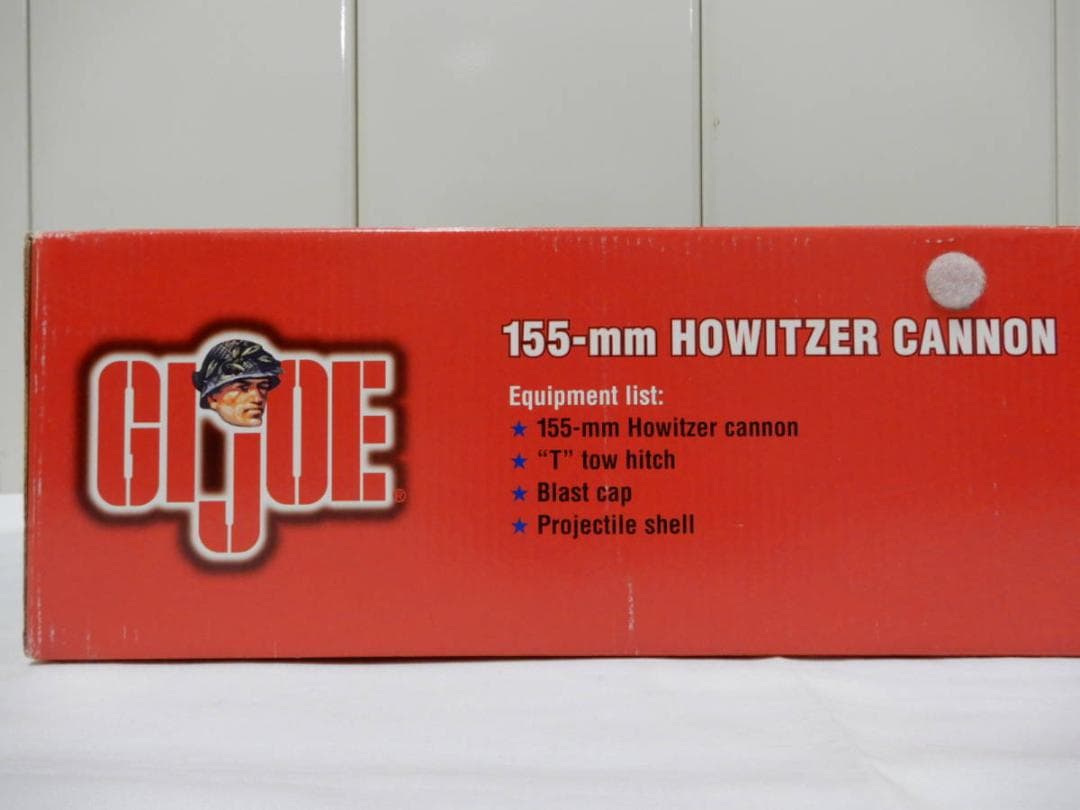 GI JOE®
155-mm HOWITZER CANNON
Equipment list:
★ 155-mm Howitzer cannon
★ “T” tow hitch
★ Blast cap
★ Projectile shell